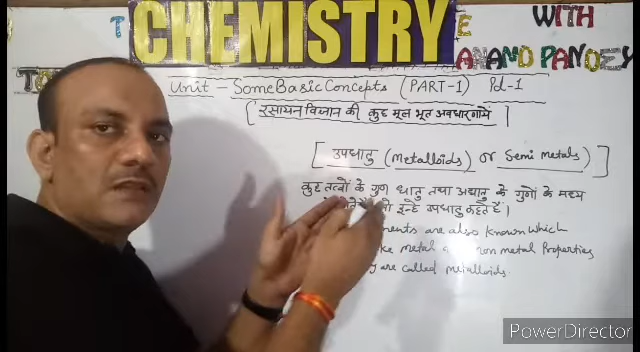 CHEMISTRY WITH
ANAND PANDEY
Unit - Some Basic Concepts (PART-1) Pd-1
[ रसायन विज्ञान की कुछ मूल भूत अवधारणायें ]
[ उपधातु (Metalloids) or Semi metals ]
कुछ तत्वों के गुण धातु तथा अधातु के गुणों के मध्य
इन्हे उपधातु कहते हैं।
are also known which
metal non metal Properties
are called metalloids.
PowerDirector